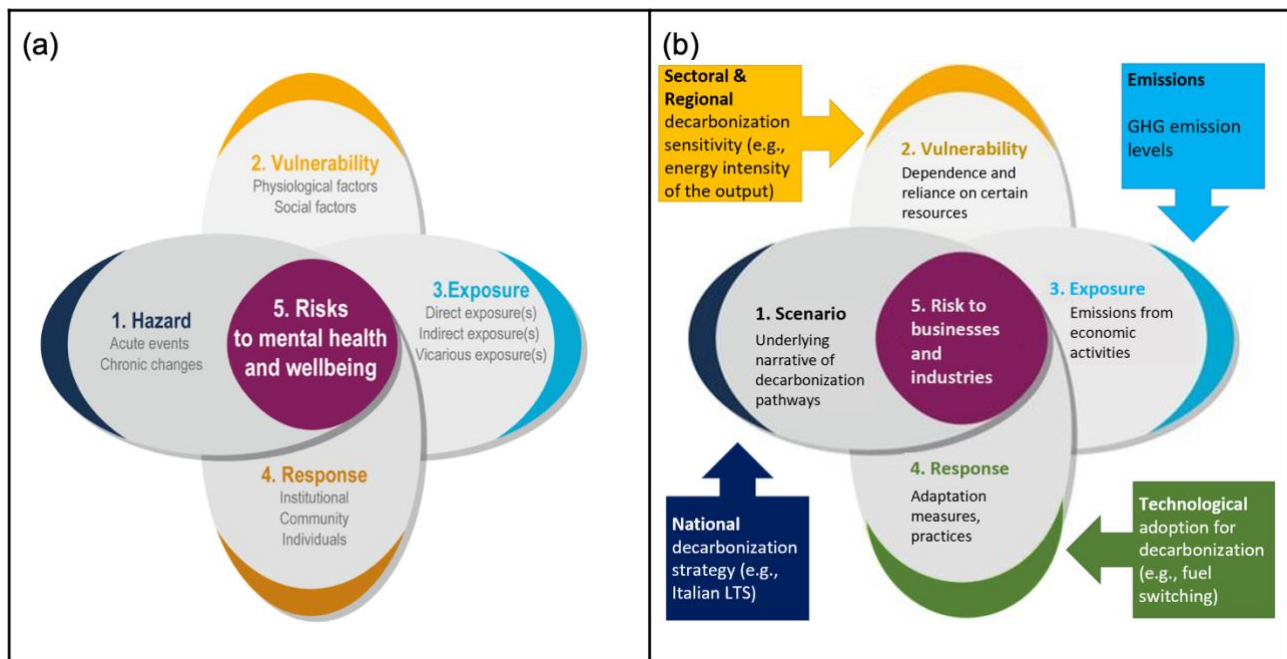 (a)
2. Vulnerability
Physiological factors
Social factors
1. Hazard
Acute events
Chronic changes
5. Risks
to mental health
and wellbeing
3.Exposure
Direct exposure(s)
Indirect exposure(s)
Vicarious exposure(s)
4. Response
Institutional
Community
Individuals
(b)
Sectoral &
Regional
decarbonization
sensitivity (e.g.,
energy intensity
of the output)
Emissions
GHG emission
levels
2. Vulnerability
Dependence and
reliance on certain
resources
1. Scenario
Underlying
narrative of
decarbonization
pathways
5. Risk to
businesses
and
industries
3. Exposure
Emissions from
economic
activities
4. Response
Adaptation
measures,
practices
National
decarbonization
strategy (e.g.,
Italian LTS)
Technological
adoption for
decarbonization
(e.g., fuel
switching)